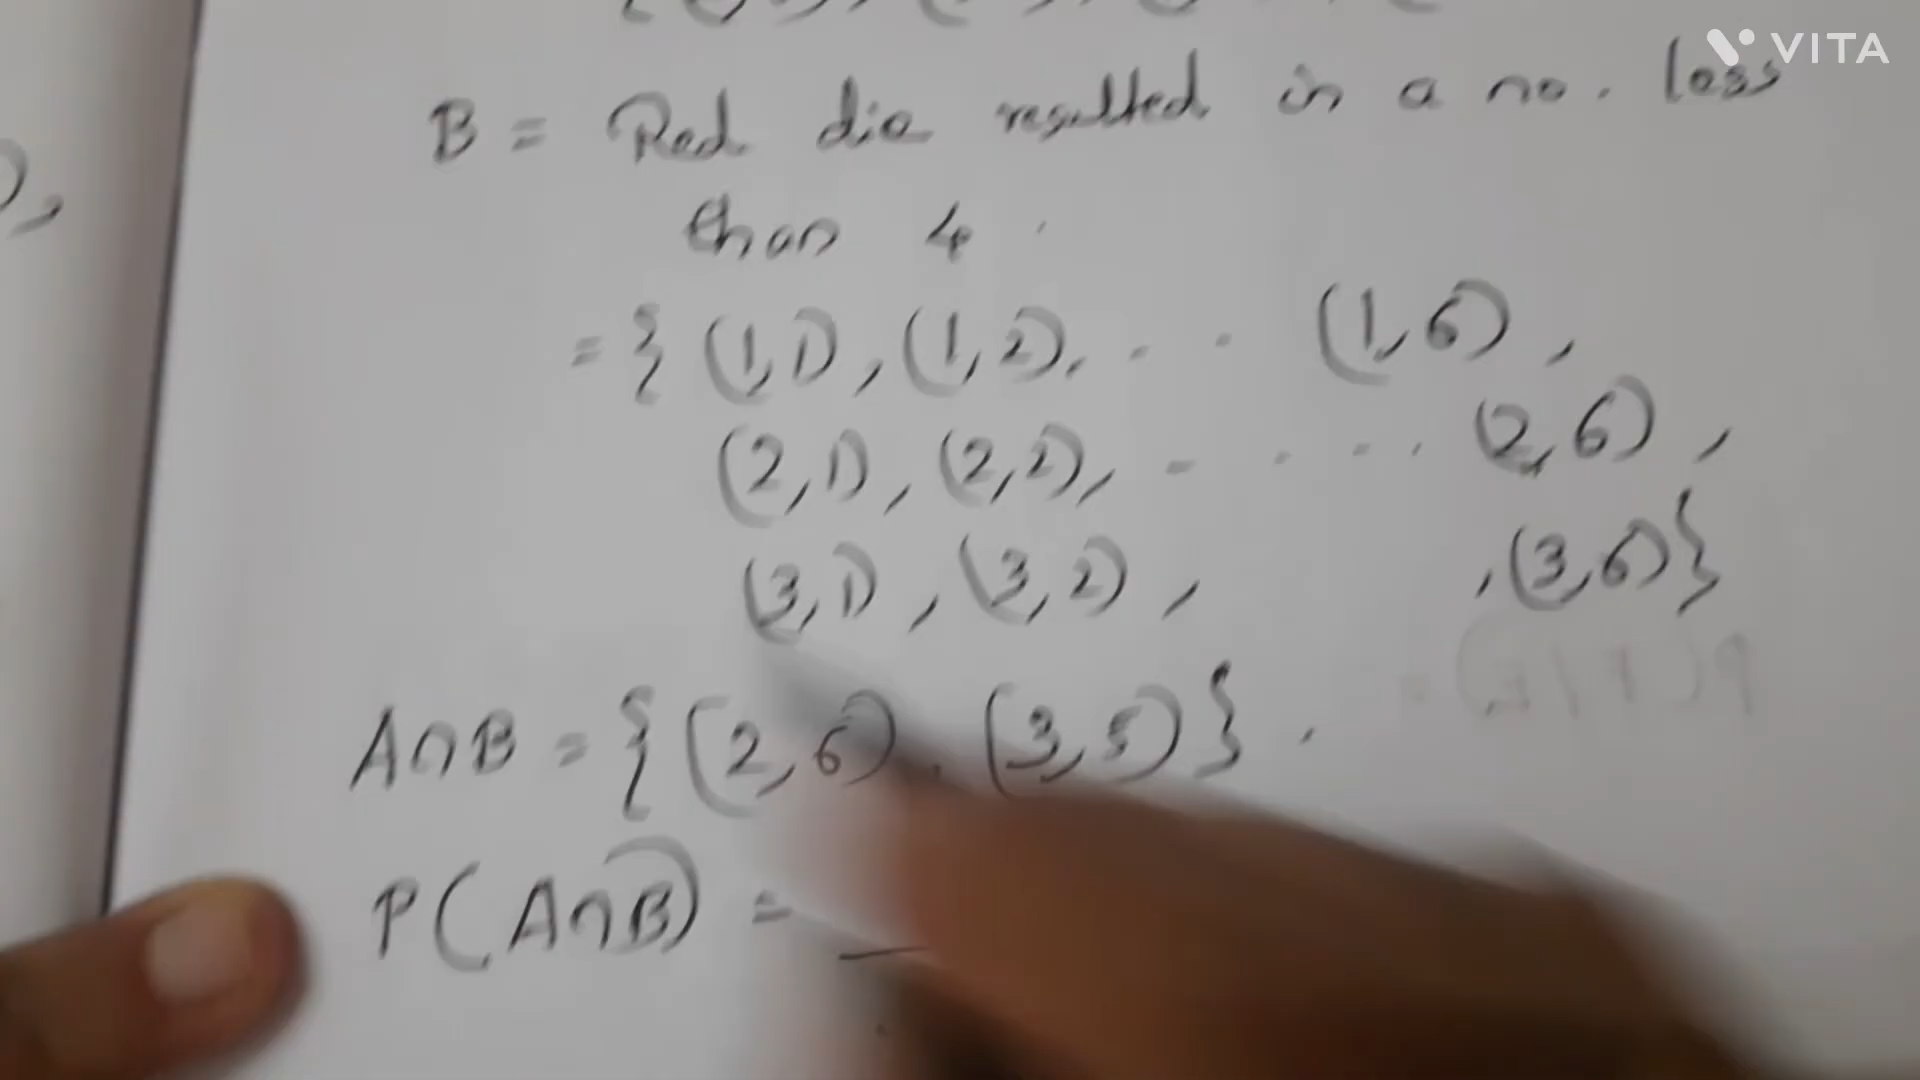 VITA
B = Red die resulted in a no. less
than 4.
= { (1,1), (1,2), . . (1,6),
(2,1), (2,2), - . . . . (2,6),
(3,1), (3,2), ,(3,6)}
A∩B = {(2,6), (3,5)}.
P(A∩B) =